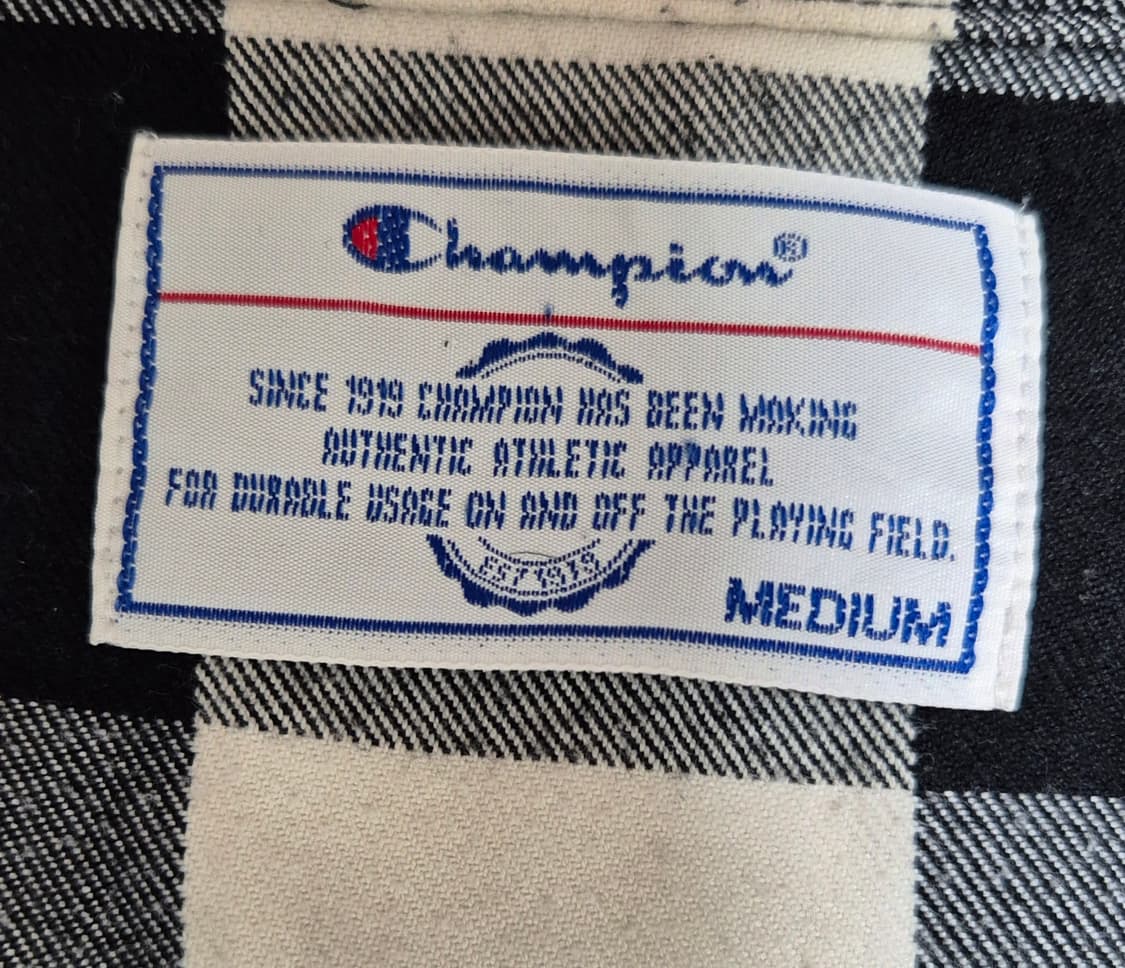 Champion®
SINCE 1919 CHAMPION HAS BEEN MAKING
AUTHENTIC ATHLETIC APPAREL
FOR DURABLE USAGE ON AND OFF THE PLAYING FIELD.
EST 1919
MEDIUM